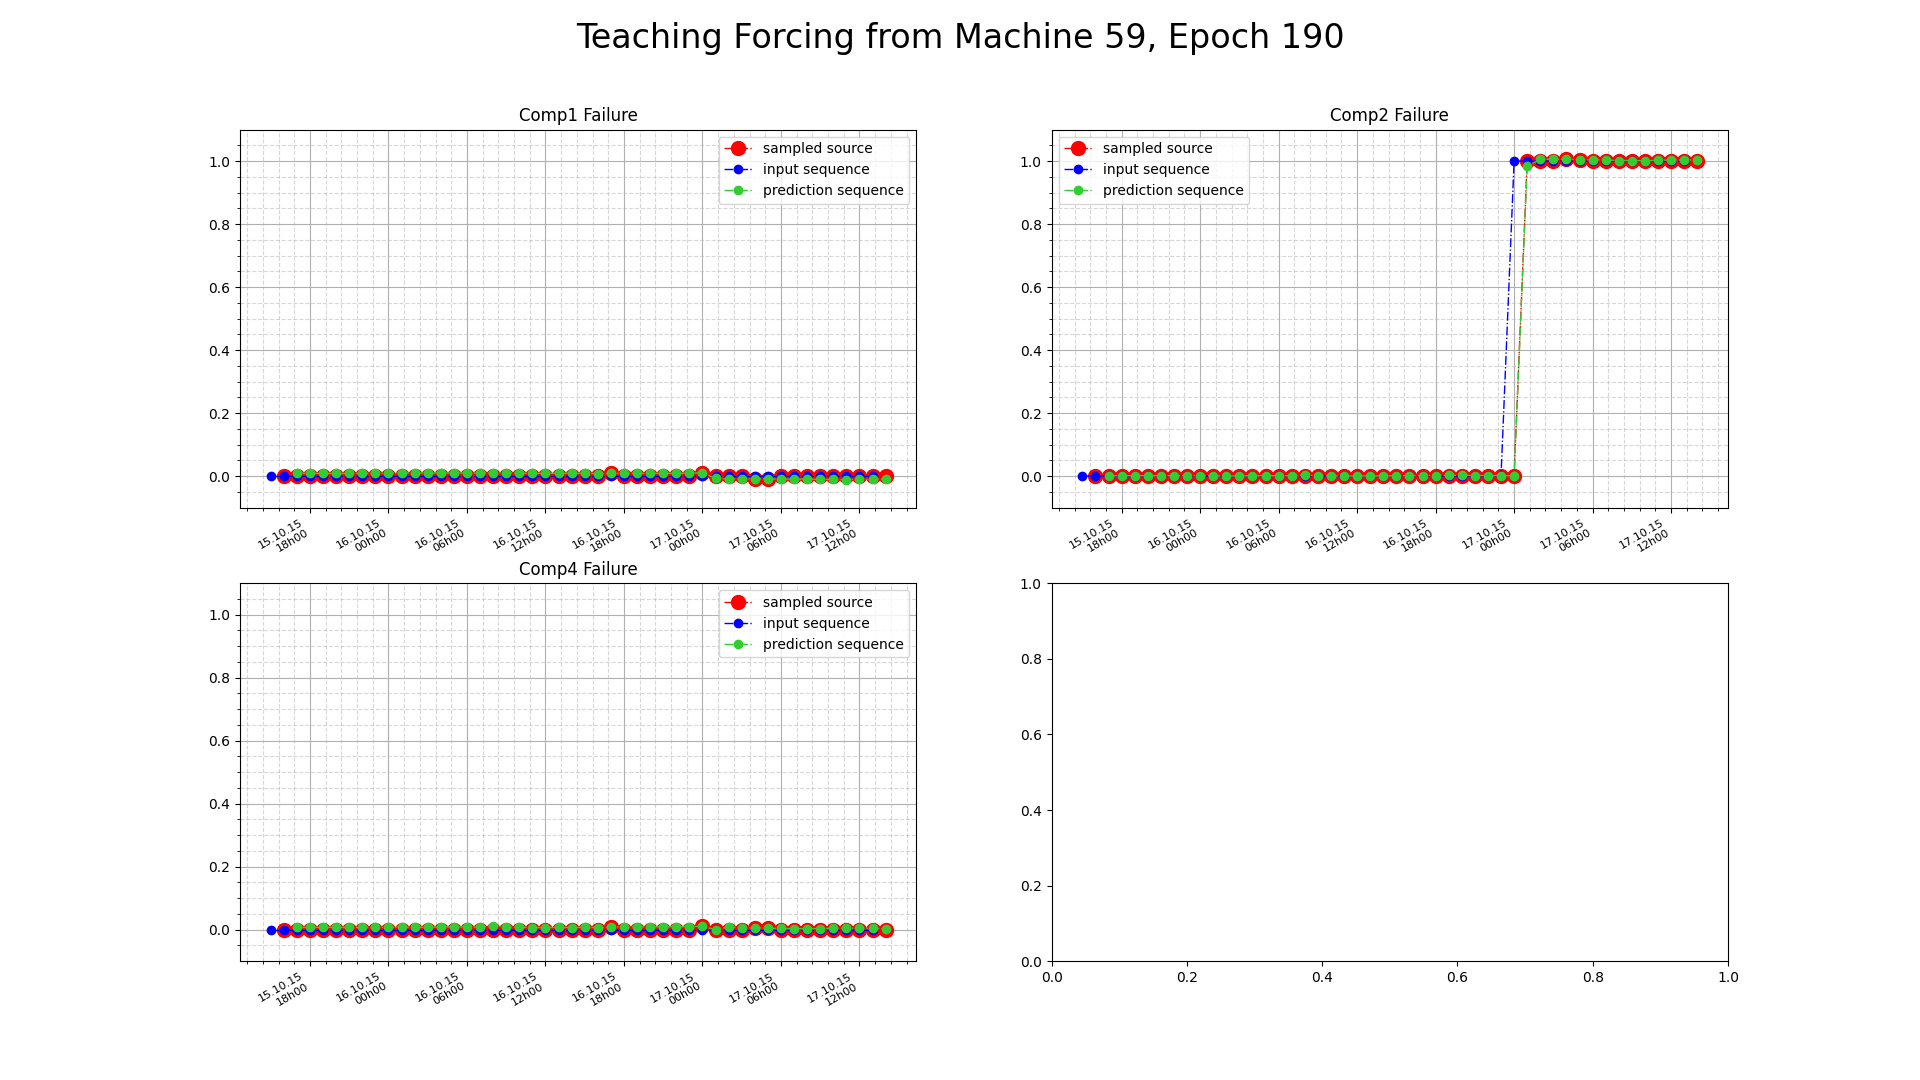 Teaching Forcing from Machine 59, Epoch 190
Comp1 Failure
sampled source
input sequence
prediction sequence
1.0
0.8
0.6
0.4
0.2
0.0
15.10.15
18h00
16.10.15
00h00
16.10.15
06h00
16.10.15
12h00
16.10.15
18h00
17.10.15
00h00
17.10.15
06h00
17.10.15
12h00
Comp2 Failure
sampled source
input sequence
prediction sequence
1.0
0.8
0.6
0.4
0.2
0.0
15.10.15
18h00
16.10.15
00h00
16.10.15
06h00
16.10.15
12h00
16.10.15
18h00
17.10.15
00h00
17.10.15
06h00
17.10.15
12h00
Comp4 Failure
sampled source
input sequence
prediction sequence
1.0
0.8
0.6
0.4
0.2
0.0
15.10.15
18h00
16.10.15
00h00
16.10.15
06h00
16.10.15
12h00
16.10.15
18h00
17.10.15
00h00
17.10.15
06h00
17.10.15
12h00
1.0
0.8
0.6
0.4
0.2
0.0
0.0 0.2 0.4 0.6 0.8 1.0